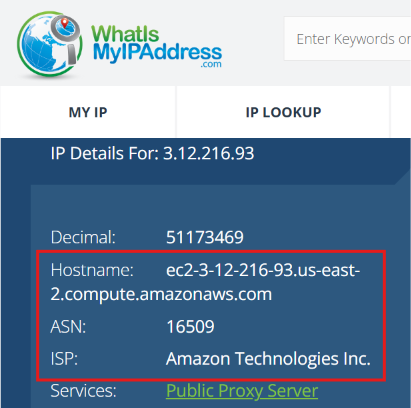 WhatIs
MyIPAddress
.com
Enter Keywords or
MY IP
IP LOOKUP
IP Details For: 3.12.216.93
Decimal: 51173469
Hostname: ec2-3-12-216-93.us-east-
2.compute.amazonaws.com
ASN: 16509
ISP: Amazon Technologies Inc.
Services: Public Proxy Server